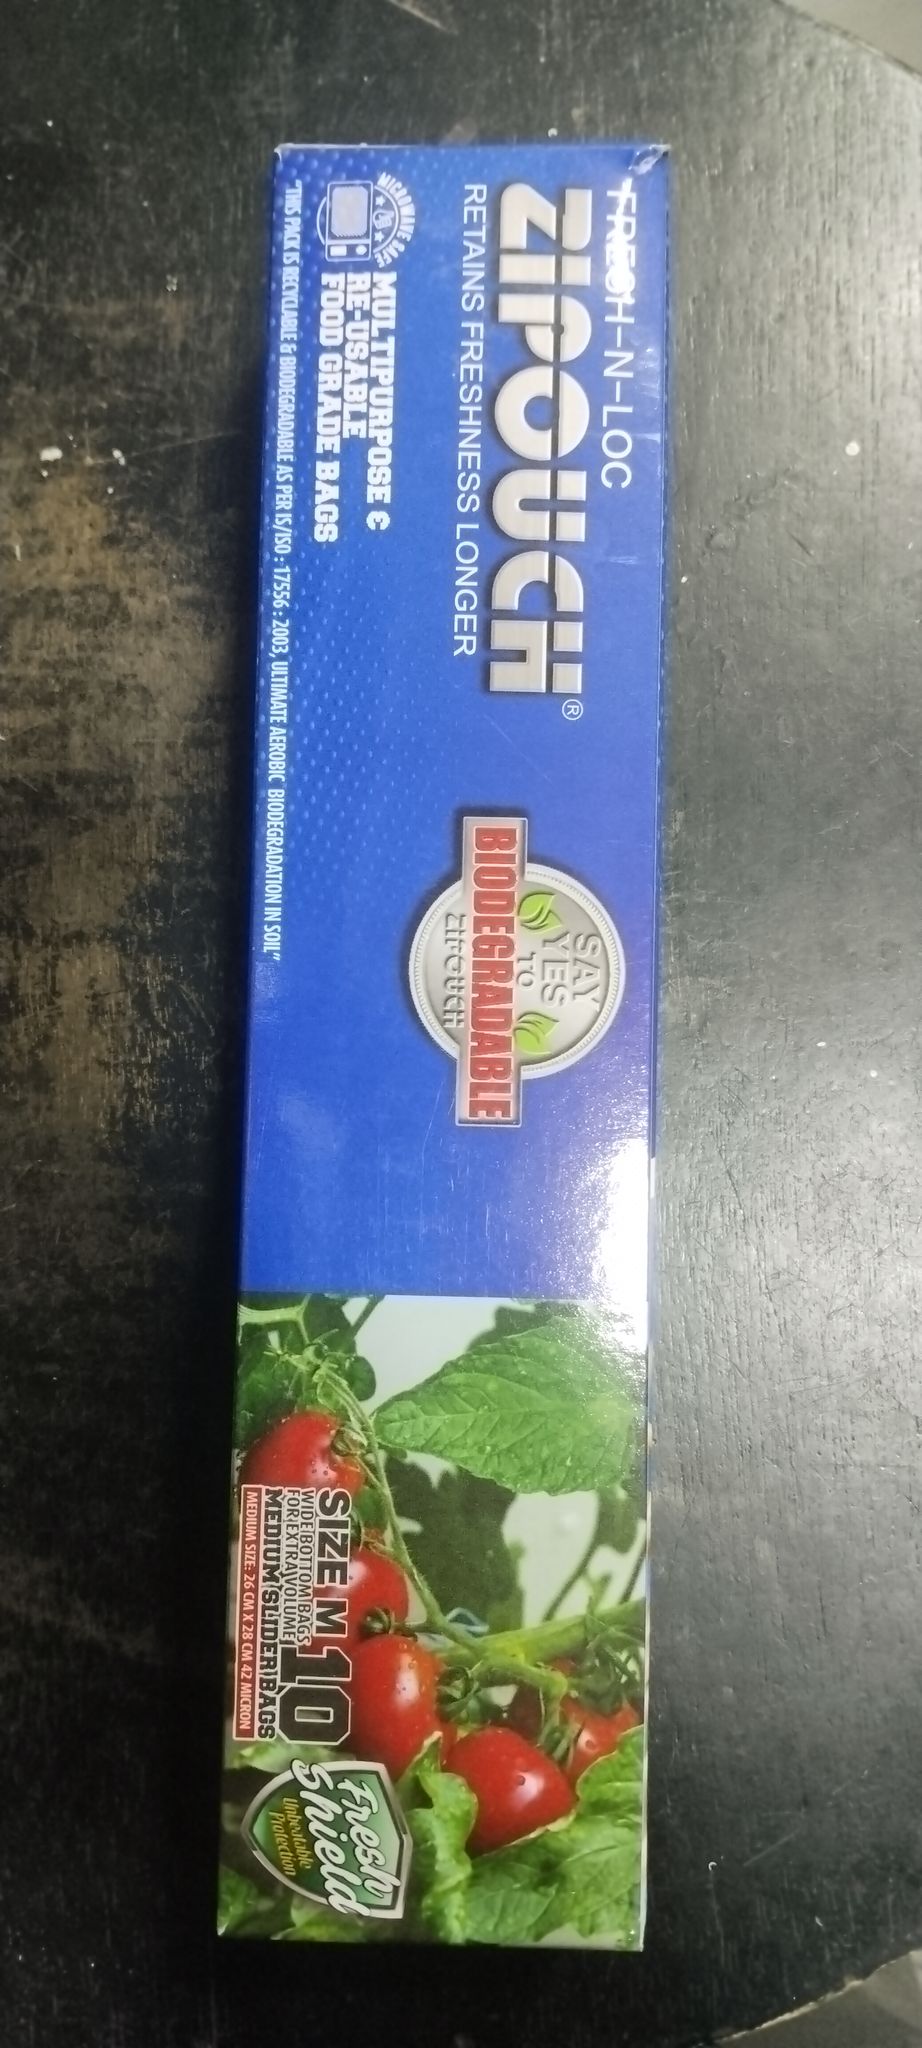 FRESH-N-LOC
ZIPOUCH®
RETAINS FRESHNESS LONGER
MICROWAVE SAFE
MULTIPURPOSE &
RE-USABLE
FOOD GRADE BAGS
"THIS PACK IS RECYCLABLE & BIODEGRADABLE AS PER IS/ISO : 17556 : 2003, ULTIMATE AEROBIC BIODEGRADATION IN SOIL"
SAY
YES
TO
BIODEGRADABLE
ZIPOUCH
SIZE M
WIDE BOTTOM BAGS
FOR EXTRA VOLUME
10
MEDIUM SLIDER BAGS
MEDIUM SIZE: 26 CM X 28 CM 42 MICRON
Fresh
Shield
Unbeatable
Protection